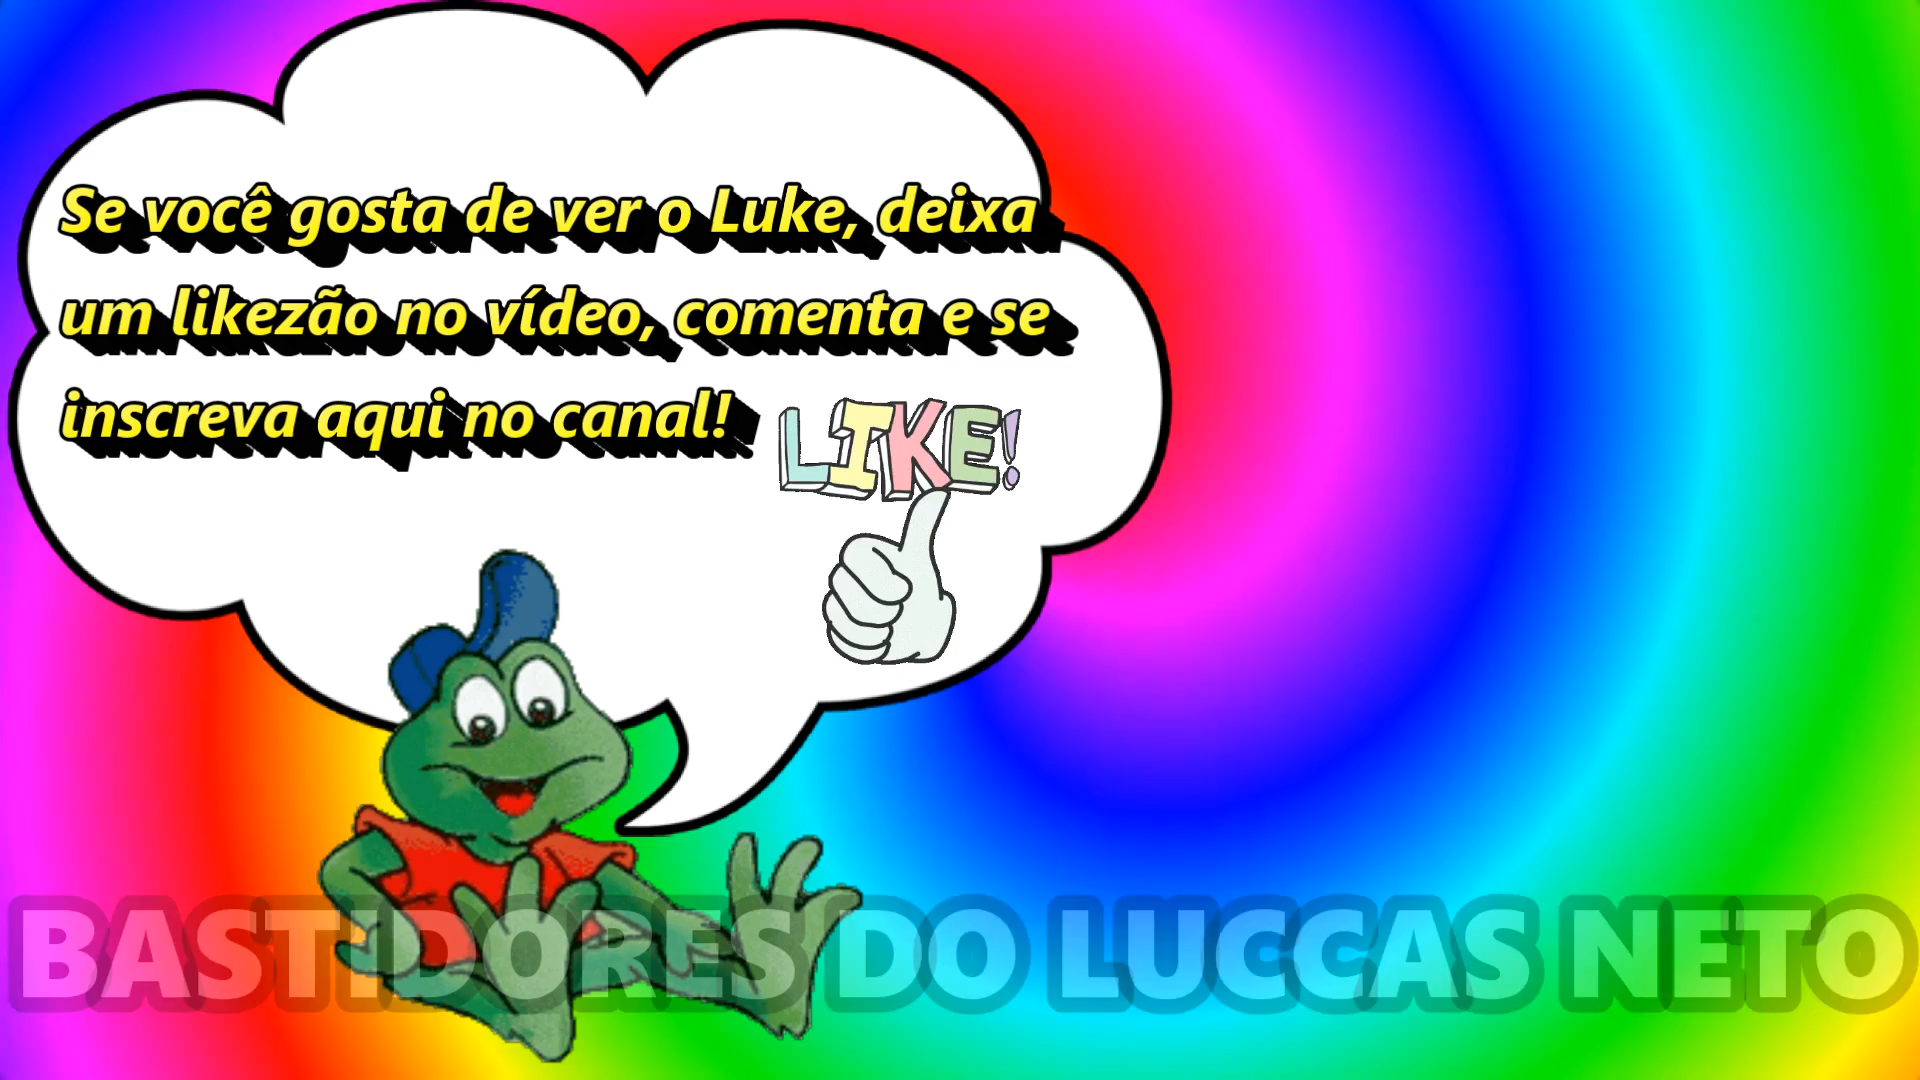 Se você gosta de ver o Luke, deixa
um likezão no vídeo, comenta e se
inscreva aqui no canal!
LIKE!
BASTIDORES DO LUCCAS NETO